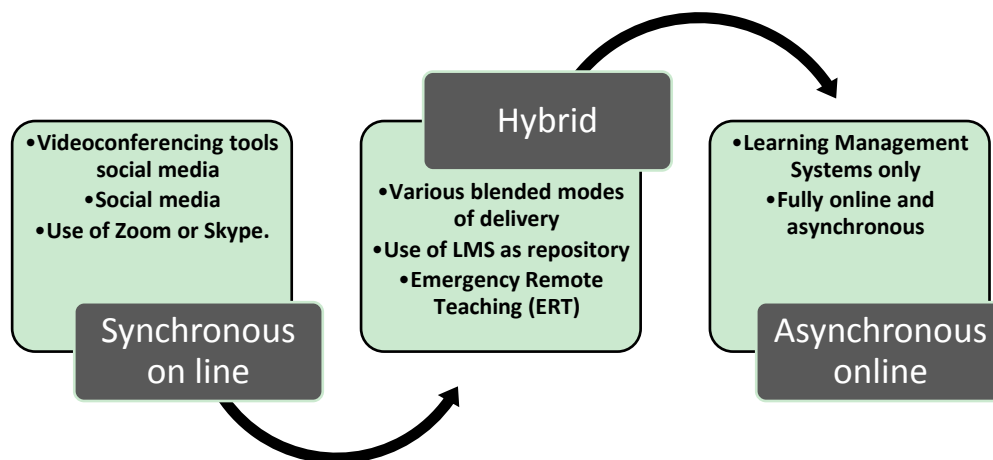 •Videoconferencing tools
social media
•Social media
•Use of Zoom or Skype.
Synchronous
on line
Hybrid
•Various blended modes
of delivery
•Use of LMS as repository
•Emergency Remote
Teaching (ERT)
•Learning Management
Systems only
•Fully online and
asynchronous
Asynchronous
online